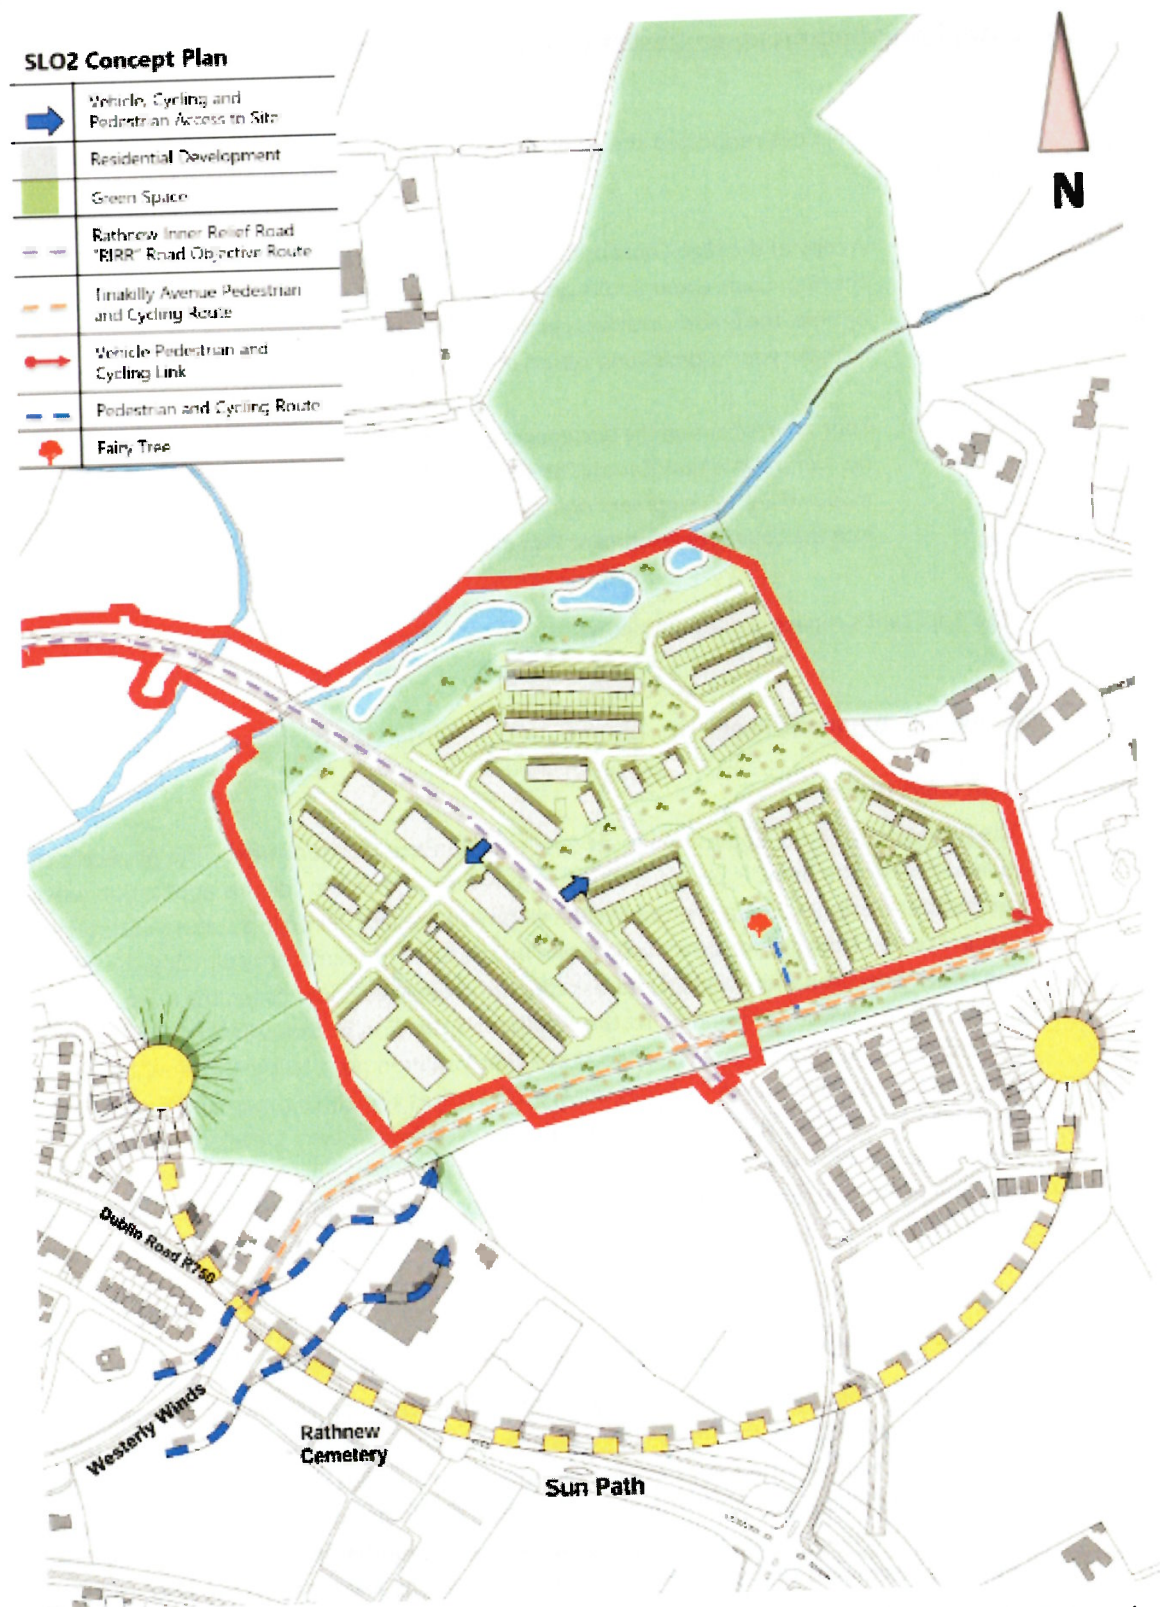 SLO2 Concept Plan
Vehicle, Cycling and
Pedestrian Access to Site
Residential Development
Green Space
Rathnew Inner Relief Road
"RIRR" Road Objective Route
Tinakilly Avenue Pedestrian
and Cycling Route
Vehicle Pedestrian and
Cycling Link
Pedestrian and Cycling Route
Fairy Tree
N
Dublin Road R750
Westerly Winds
Rathnew
Cemetery
Sun Path